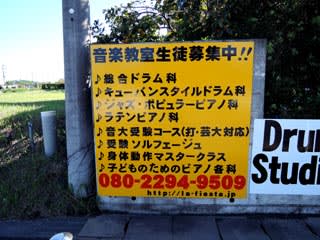 音楽教室生徒募集中!!
♪総合ドラム科
♪キューバンスタイルドラム科
♪ジャズ・ポピュラーピアノ科
♪ラテンピアノ科
♪音大受験コース(打・芸大対応)
♪受験ソルフェージュ
♪身体動作マスタークラス
♪子どものためのピアノ各科
080-2294-9509
http://la-fiesta.jp
Drum
Studi